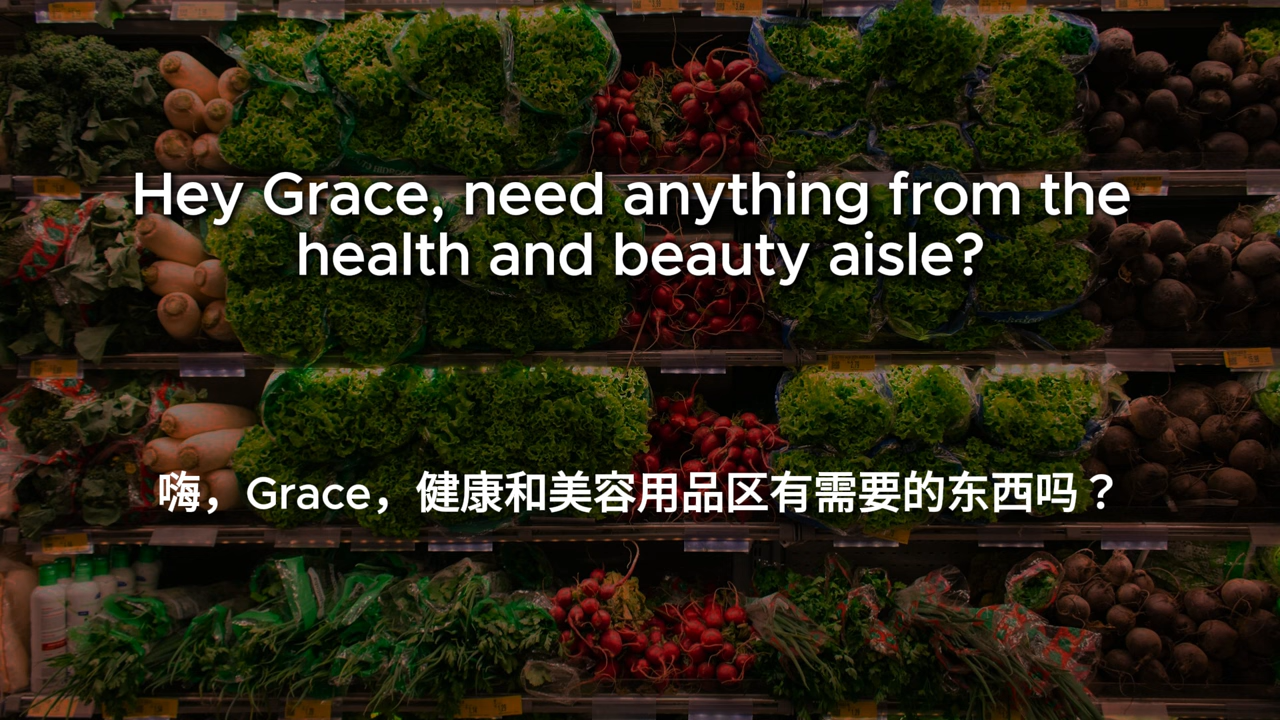 Hey Grace, need anything from the
health and beauty aisle?
嗨，Grace，健康和美容用品区有需要的东西吗？